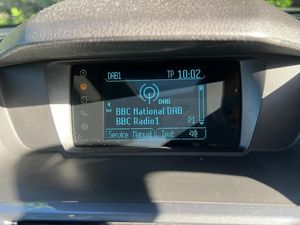 DAB1 TP 10:02
DAB
BBC National DAB
BBC Radio1 P1
Service Manual Text